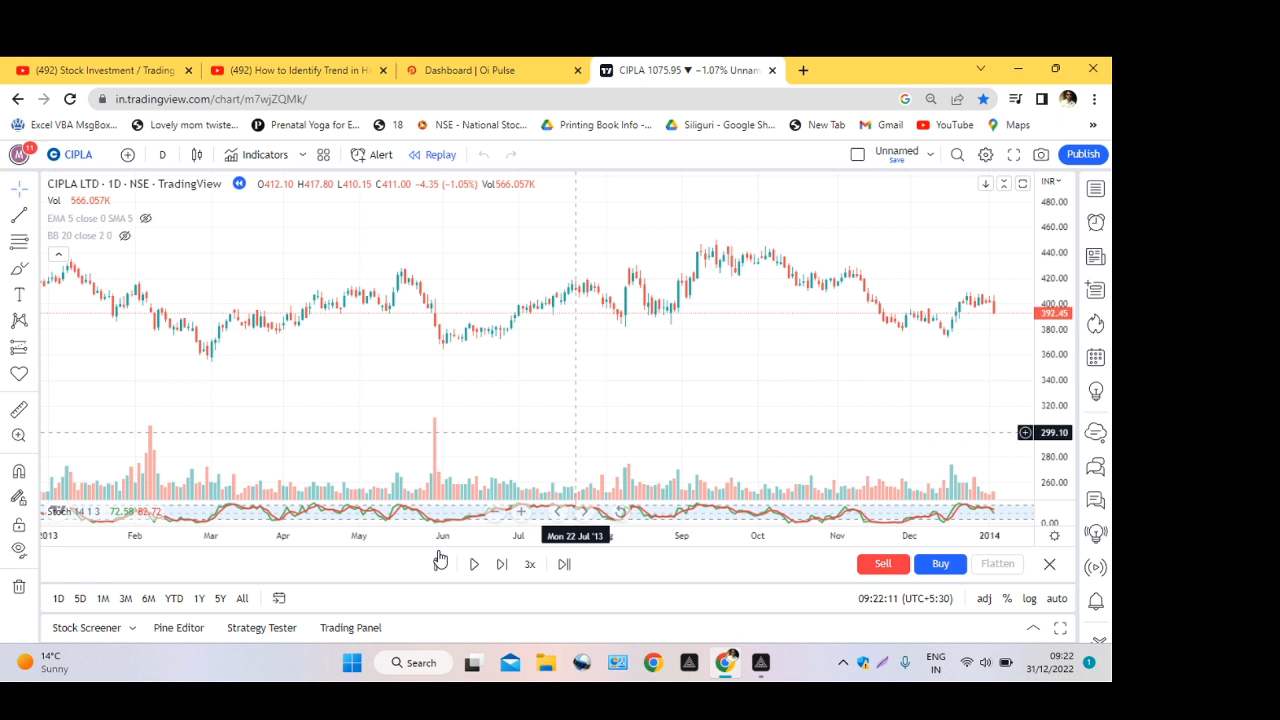 (492) Stock Investment / Trading
(492) How to Identify Trend in Hi
Dashboard | Oi Pulse
CIPLA 1075.95 ▼ −1.07% Unnam
in.tradingview.com/chart/m7wjZQMk/
Excel VBA MsgBox...
Lovely mom twiste...
Prenatal Yoga for E...
18
NSE - National Stoc...
Printing Book Info -...
Siliguri - Google Sh...
New Tab
Gmail
YouTube
Maps
»
M
11
CIPLA
D
Indicators
Alert
Replay
Unnamed
Save
Publish
CIPLA LTD · 1D · NSE · TradingView
O412.10 H417.80 L410.15 C411.00 −4.35 (−1.05%) Vol566.057K
INR
Vol 566.057K
EMA 5 close 0 SMA 5
BB 20 close 2 0
480.00
460.00
440.00
420.00
400.00
392.45
380.00
360.00
340.00
320.00
299.10
280.00
260.00
Stoch 14 1 3 72.58 82.72
0.00
2013 Feb Mar Apr May Jun Jul Mon 22 Jul '13 Sep Oct Nov Dec 2014
3x
Sell
Buy
Flatten
1D 5D 1M 3M 6M YTD 1Y 5Y All
09:22:11 (UTC+5:30)
adj % log auto
Stock Screener
Pine Editor
Strategy Tester
Trading Panel
14°C
Sunny
Search
ENG
IN
09:22
31/12/2022
1